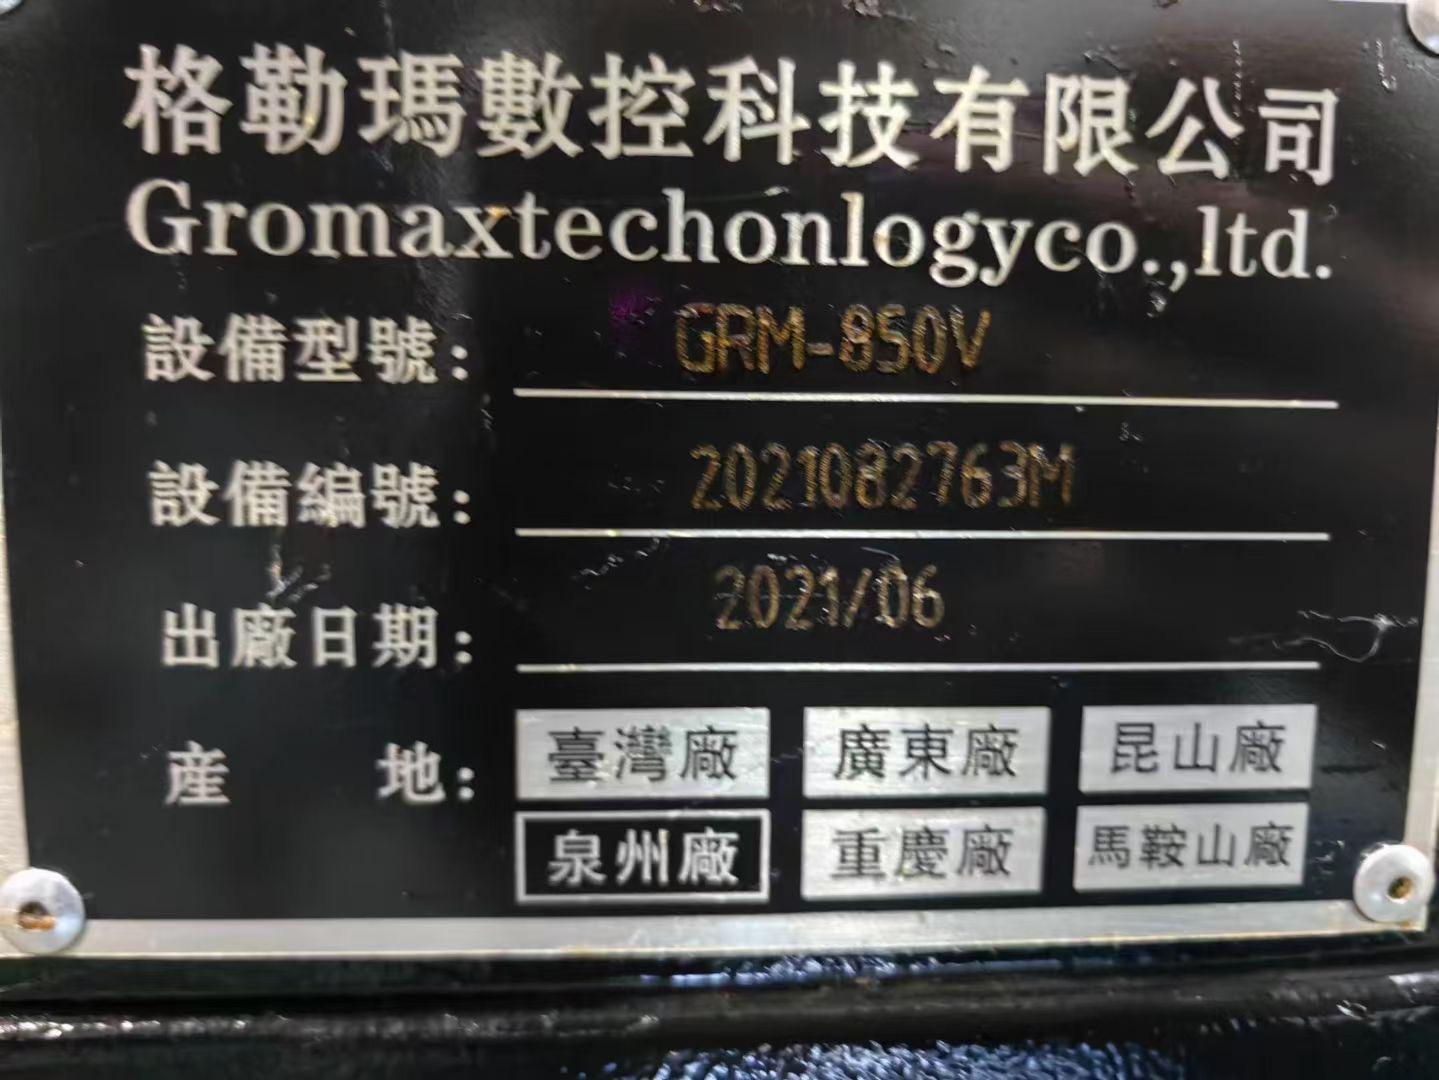 格勒瑪數控科技有限公司
Gromaxtechonlogyco.,ltd.
設備型號: GRM-850V
設備編號: 2021082763M
出廠日期: 2021/06
産 地: 臺灣廠 廣東廠 昆山廠
泉州廠 重慶廠 馬鞍山廠